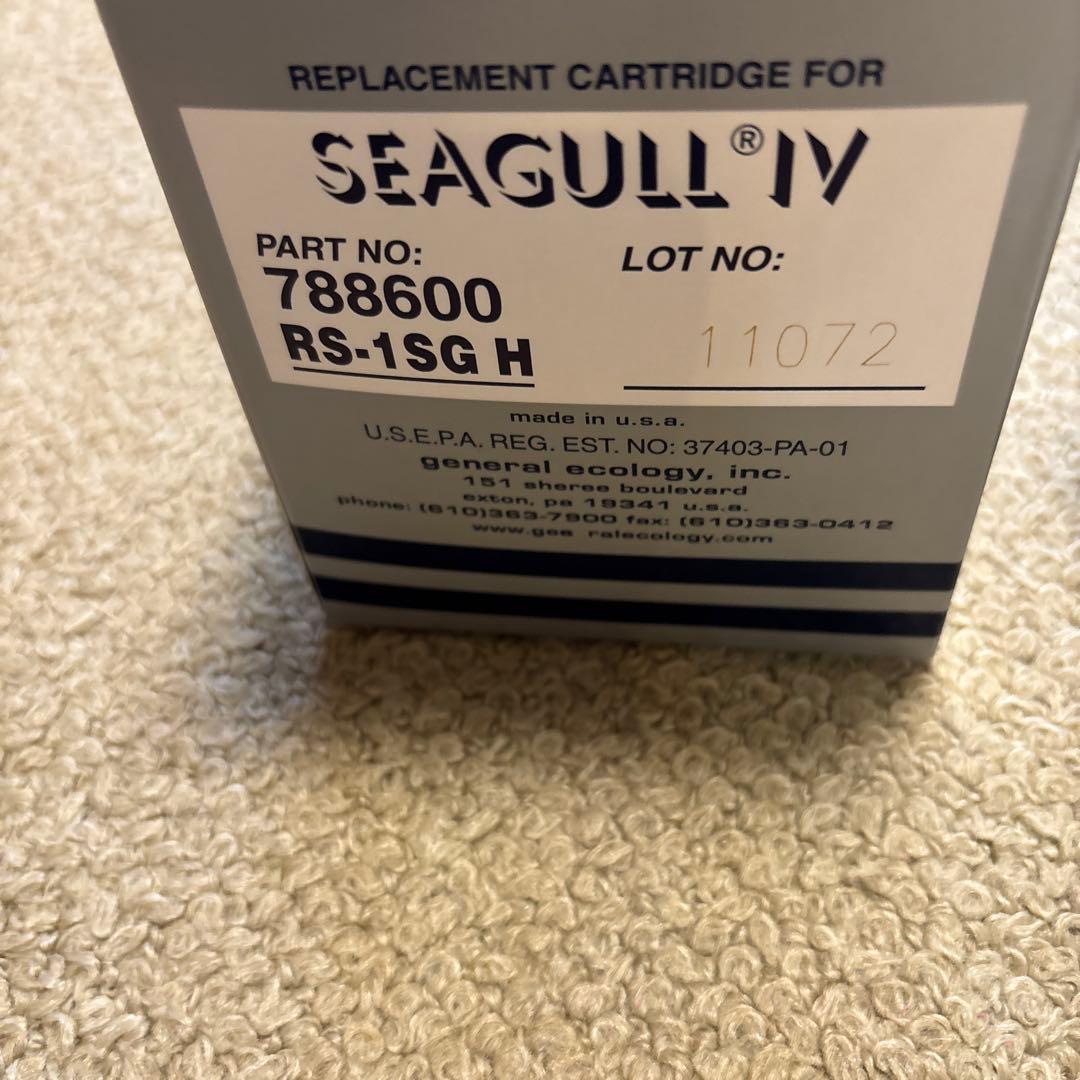 REPLACEMENT CARTRIDGE FOR
SEAGULL® IV
PART NO:
788600
RS-1SG H
LOT NO:
11072
made in u.s.a.
U.S.E.P.A. REG. EST. NO: 37403-PA-01
general ecology, inc.
151 sheree boulevard
exton, pa 19341 u.s.a.
phone: (610)363-7900 fax: (610)363-0412